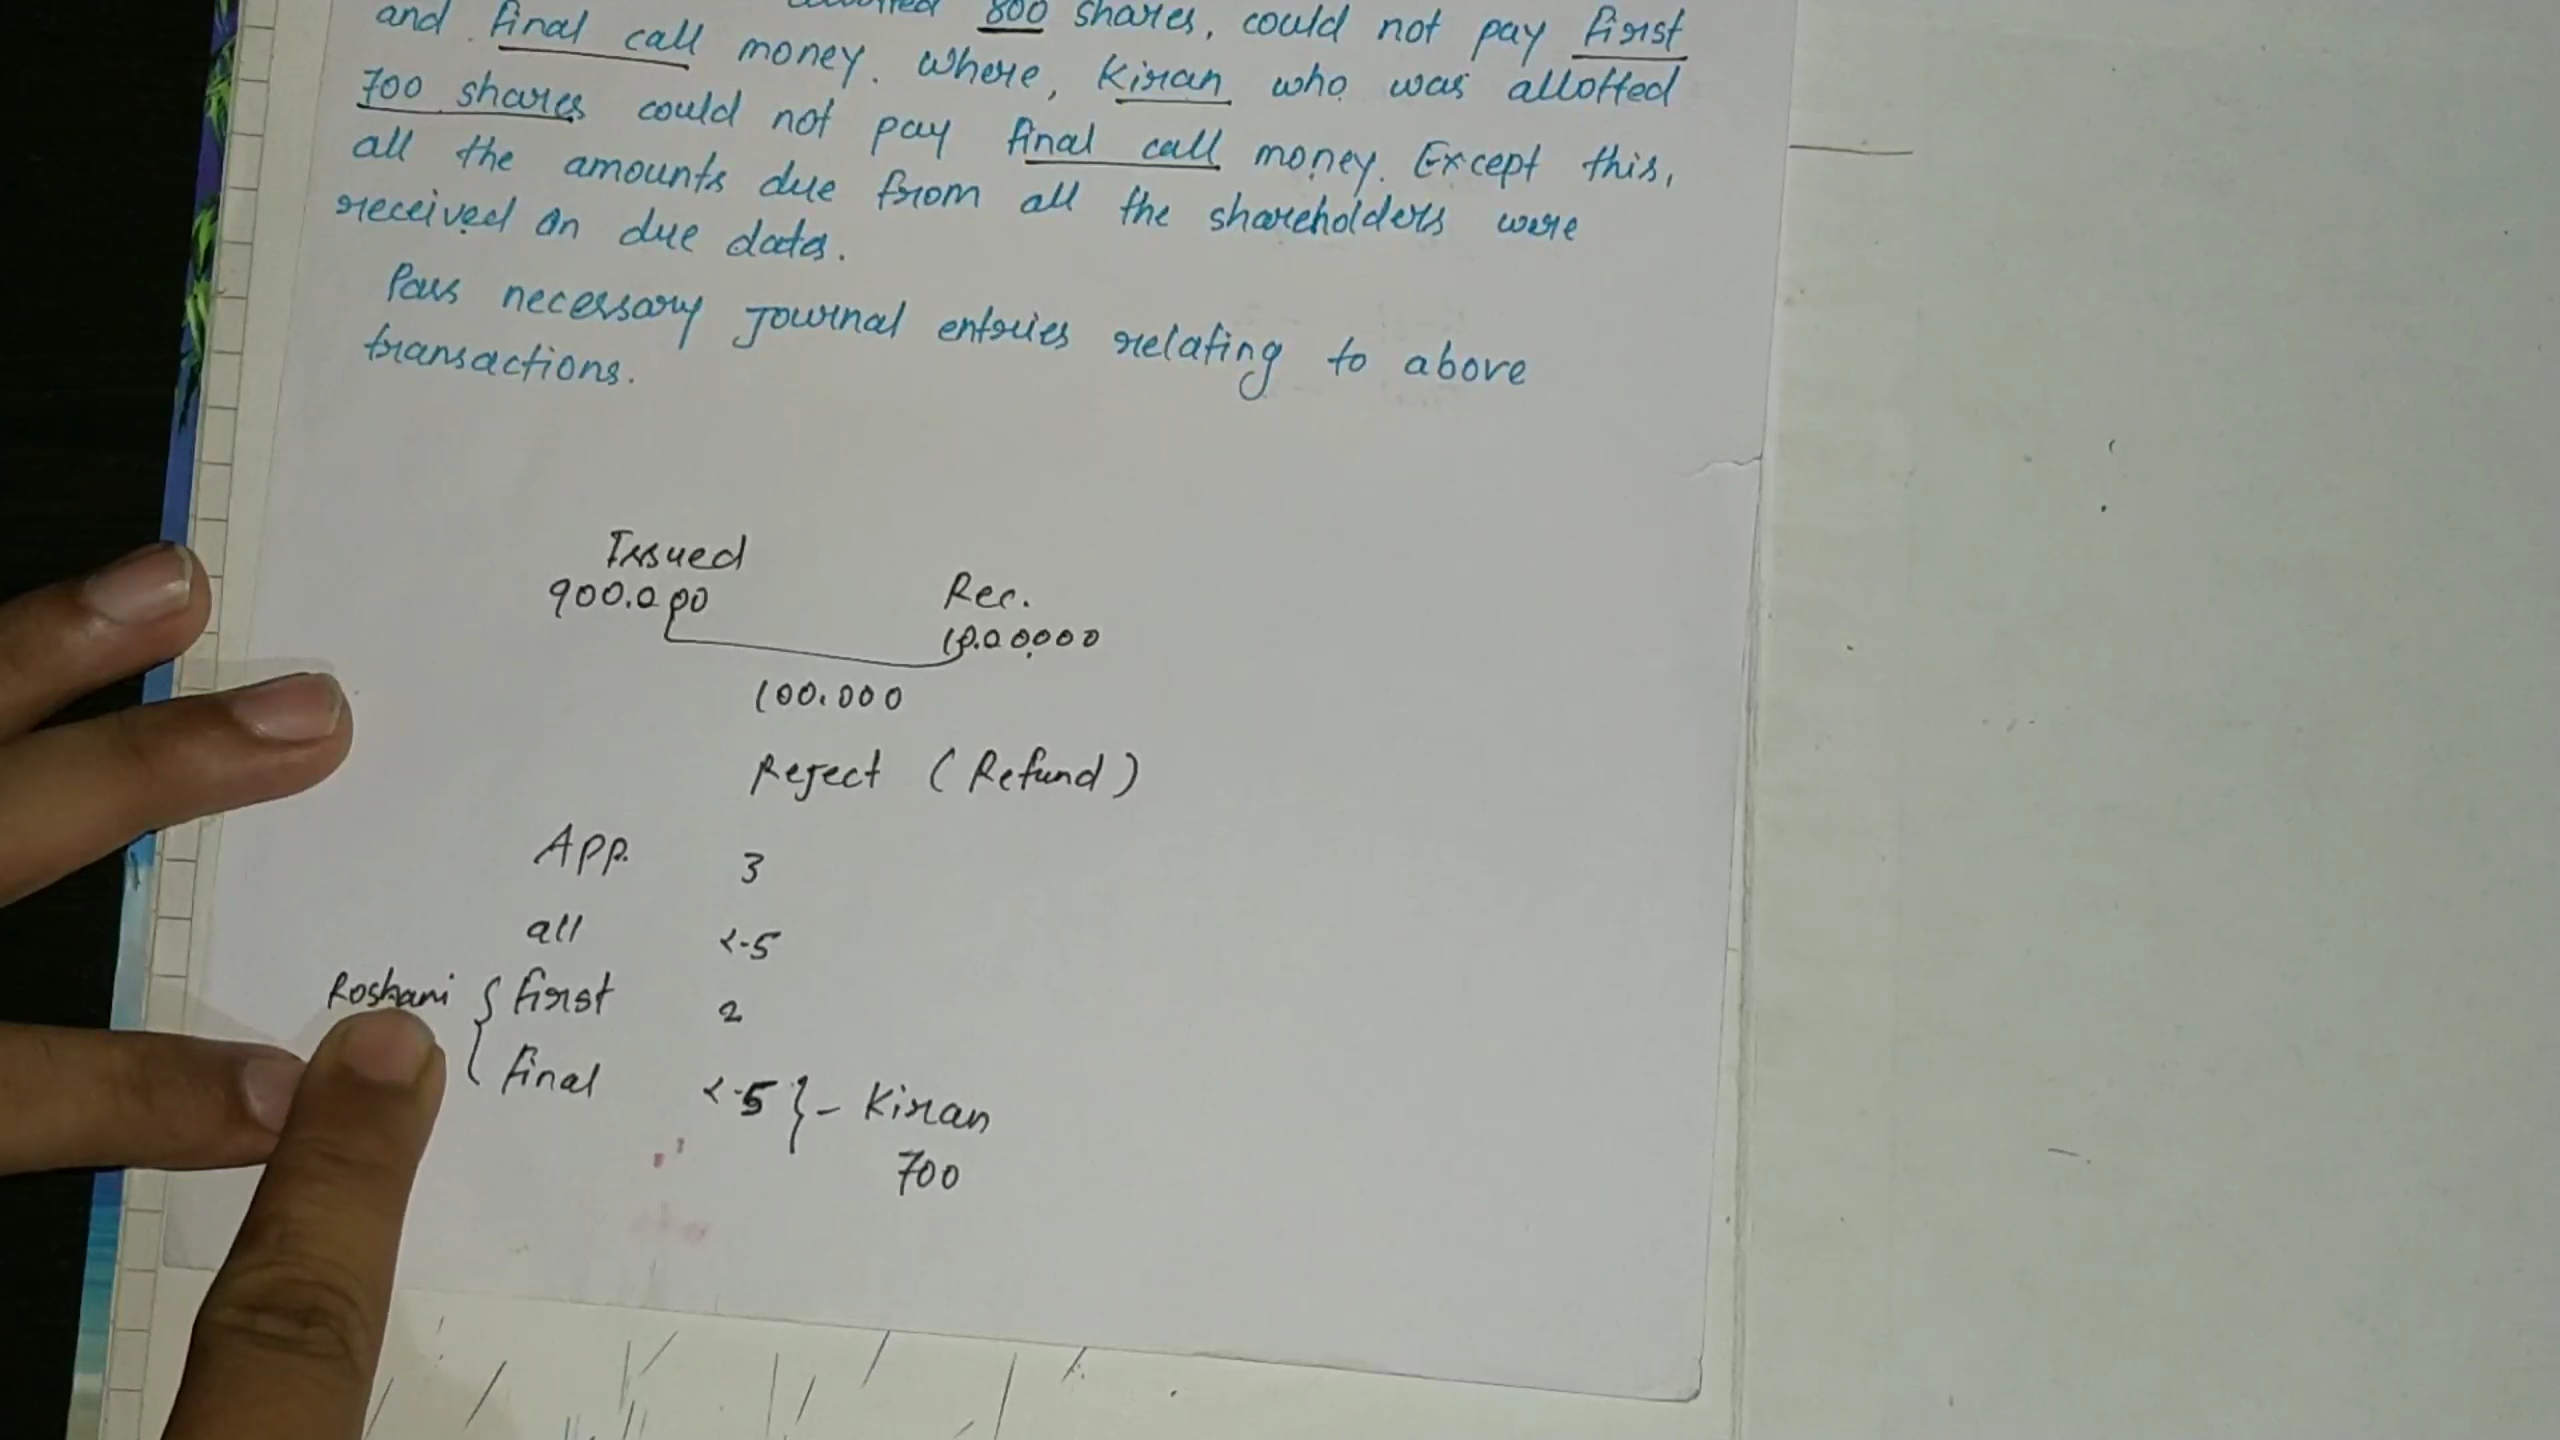 allotted 800 shares, could not pay first
and final call money. Where, Kiran who was allotted
700 shares could not pay final call money. Except this,
all the amounts due from all the shareholders were
received on due dates.
Pass necessary Journal entries relating to above
transactions.
Issued
900.000
Rec.
10.00.000
100.000
Reject (Refund)
App. 3
all 2.5
Roshani { first 2
final 2.5 } - Kiran
700